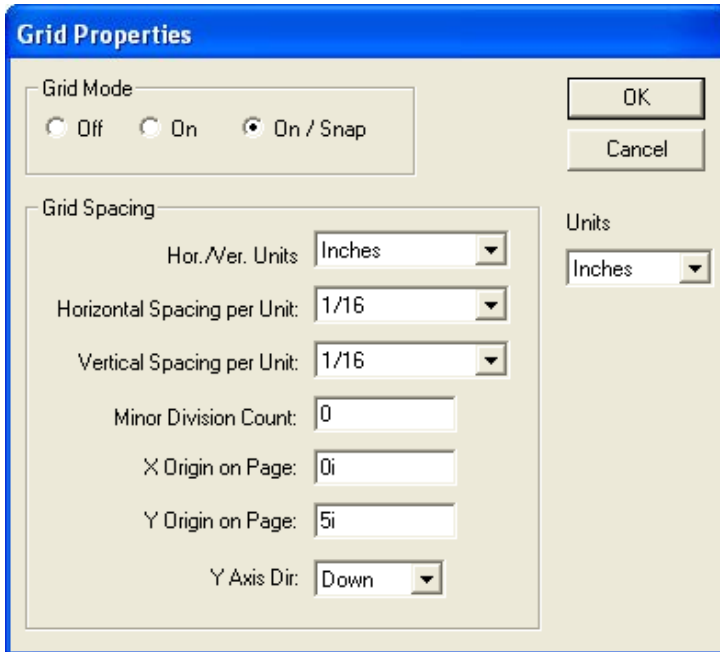 Grid Properties
Grid Mode
Off On On / Snap
OK
Cancel
Grid Spacing
Hor./Ver. Units Inches
Horizontal Spacing per Unit: 1/16
Vertical Spacing per Unit: 1/16
Minor Division Count: 0
X Origin on Page: 0i
Y Origin on Page: 5i
Y Axis Dir: Down
Units
Inches